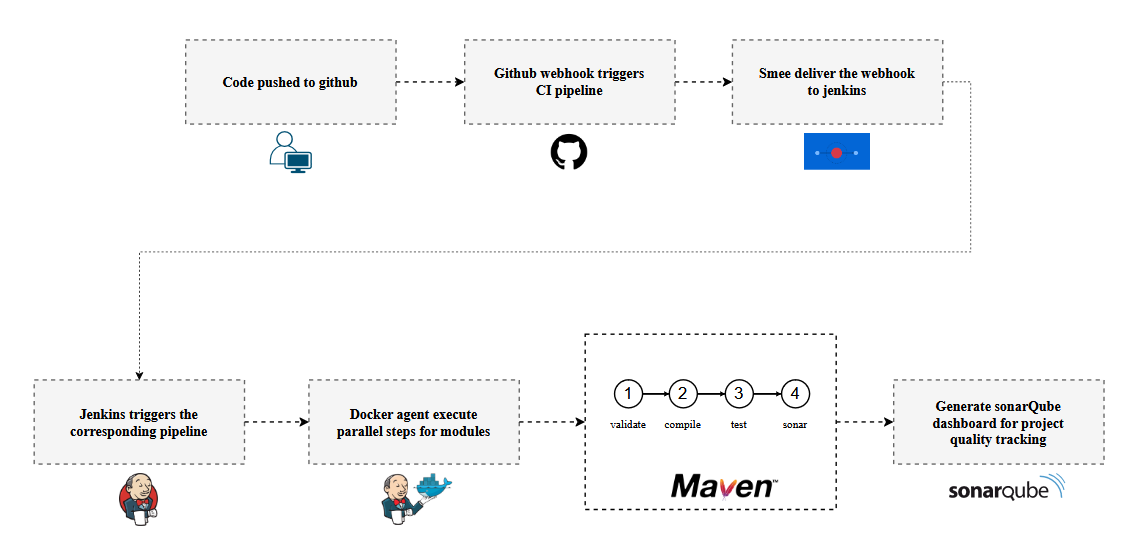 Code pushed to github
Github webhook triggers
CI pipeline
Smee deliver the webhook
to jenkins
Jenkins triggers the
corresponding pipeline
Docker agent execute
parallel steps for modules
1 2 3 4
validate compile test sonar
Maven™
Generate sonarQube
dashboard for project
quality tracking
sonarqube